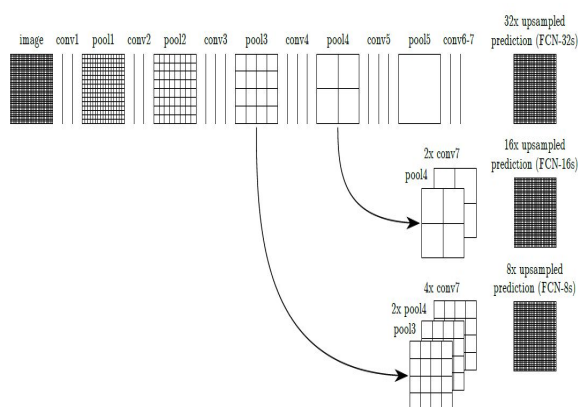 32x upsampled
image conv1 pool1 conv2 pool2 conv3 pool3 conv4 pool4 conv5 pool5 conv6-7 prediction (FCN-32s)
16x upsampled
2x conv7 prediction (FCN-16s)
pool4
8x upsampled
4x conv7 prediction (FCN-8s)
2x pool4
pool3